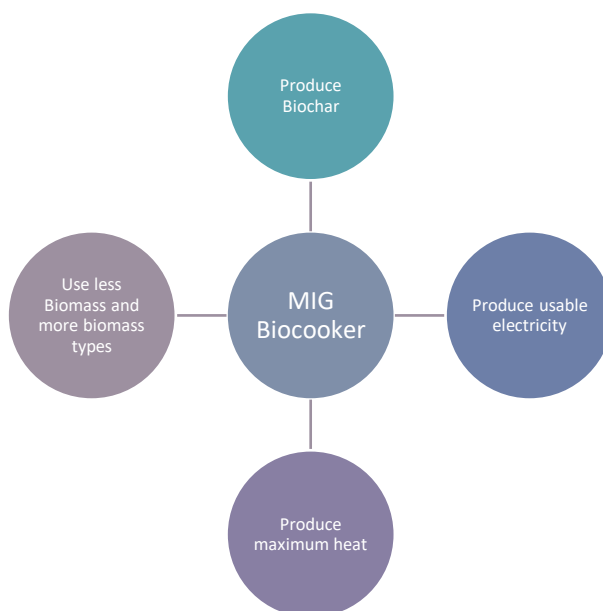 Produce
Biochar
Use less
Biomass and
more biomass
types
MIG
Biocooker
Produce usable
electricity
Produce
maximum heat